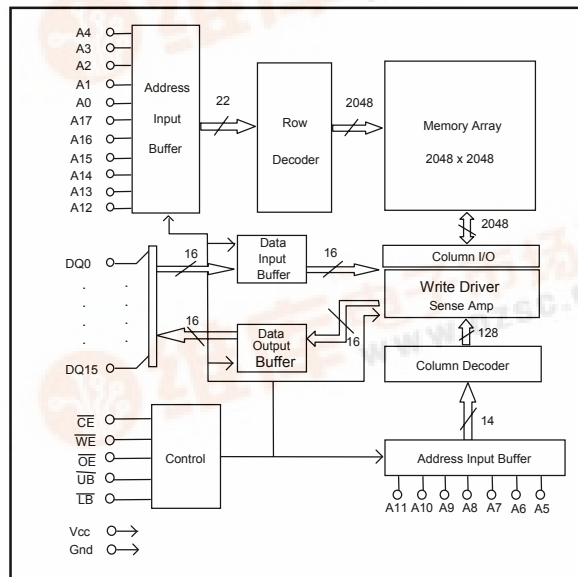 A4
A3
A2
A1
A0
A17
A16
A15
A14
A13
A12
Address
Input
Buffer
22
Row
Decoder
2048
Memory Array
2048 x 2048
2048
DQ0
DQ15
16
Data
Input
Buffer
16
Column I/O
Write Driver
Sense Amp
16
Data
Output
Buffer
16
128
Column Decoder
14
CE
WE
OE
UB
LB
Control
Address Input Buffer
A11 A10 A9 A8 A7 A6 A5
Vcc
Gnd